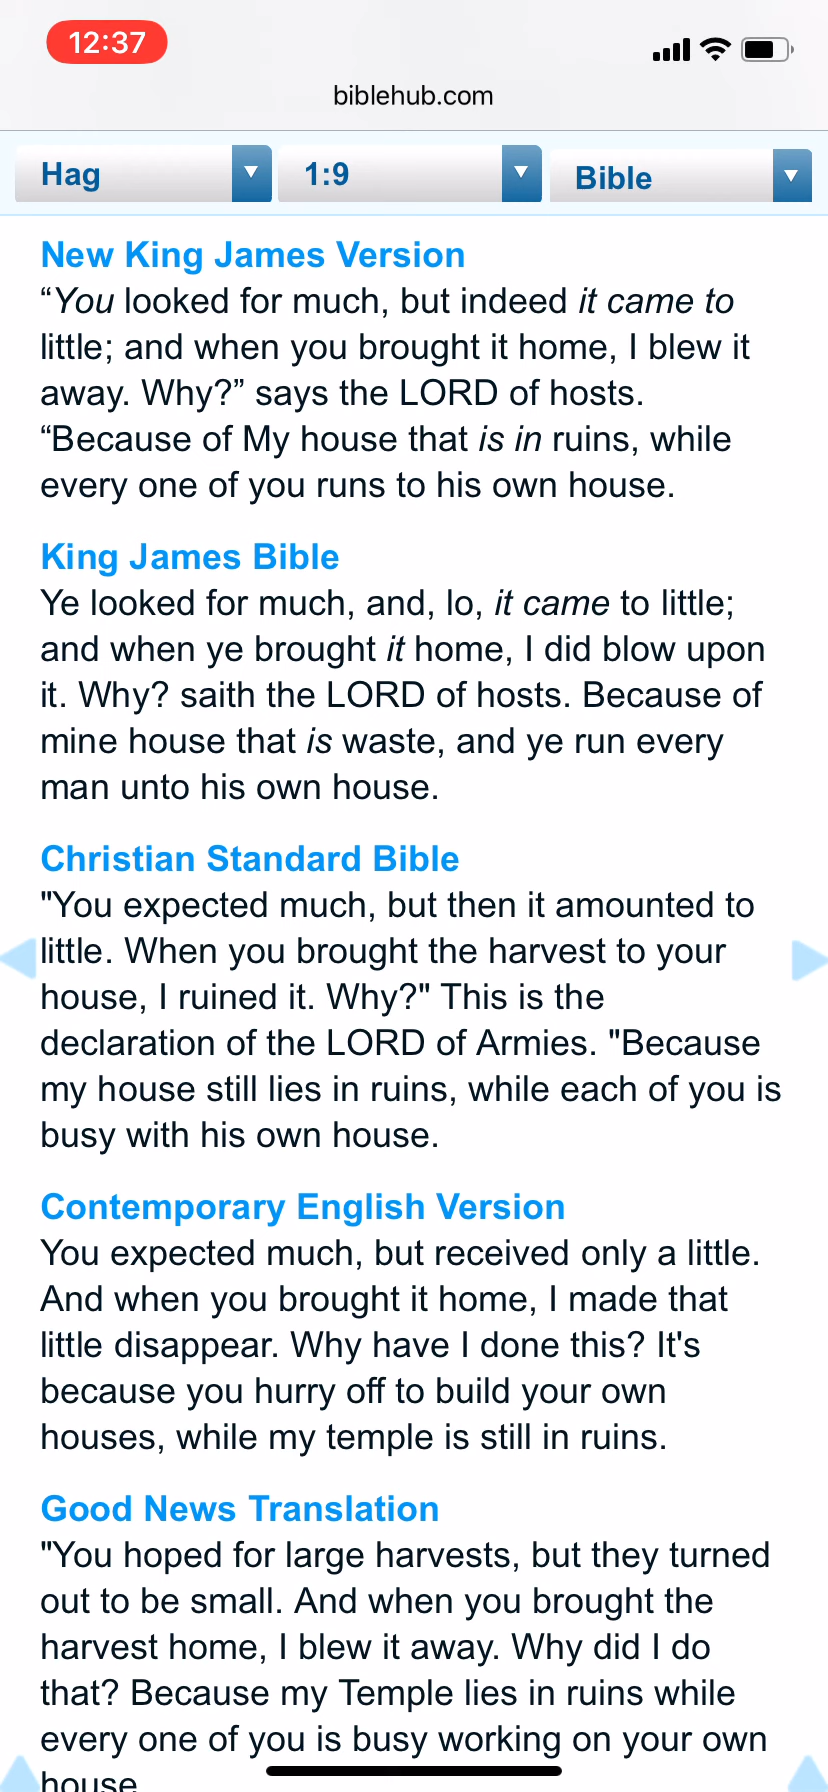 12:37
biblehub.com
Hag
1:9
Bible
New King James Version
“You looked for much, but indeed it came to
little; and when you brought it home, I blew it
away. Why?” says the LORD of hosts.
“Because of My house that is in ruins, while
every one of you runs to his own house.
King James Bible
Ye looked for much, and, lo, it came to little;
and when ye brought it home, I did blow upon
it. Why? saith the LORD of hosts. Because of
mine house that is waste, and ye run every
man unto his own house.
Christian Standard Bible
"You expected much, but then it amounted to
little. When you brought the harvest to your
house, I ruined it. Why?" This is the
declaration of the LORD of Armies. "Because
my house still lies in ruins, while each of you is
busy with his own house.
Contemporary English Version
You expected much, but received only a little.
And when you brought it home, I made that
little disappear. Why have I done this? It's
because you hurry off to build your own
houses, while my temple is still in ruins.
Good News Translation
"You hoped for large harvests, but they turned
out to be small. And when you brought the
harvest home, I blew it away. Why did I do
that? Because my Temple lies in ruins while
every one of you is busy working on your own
house